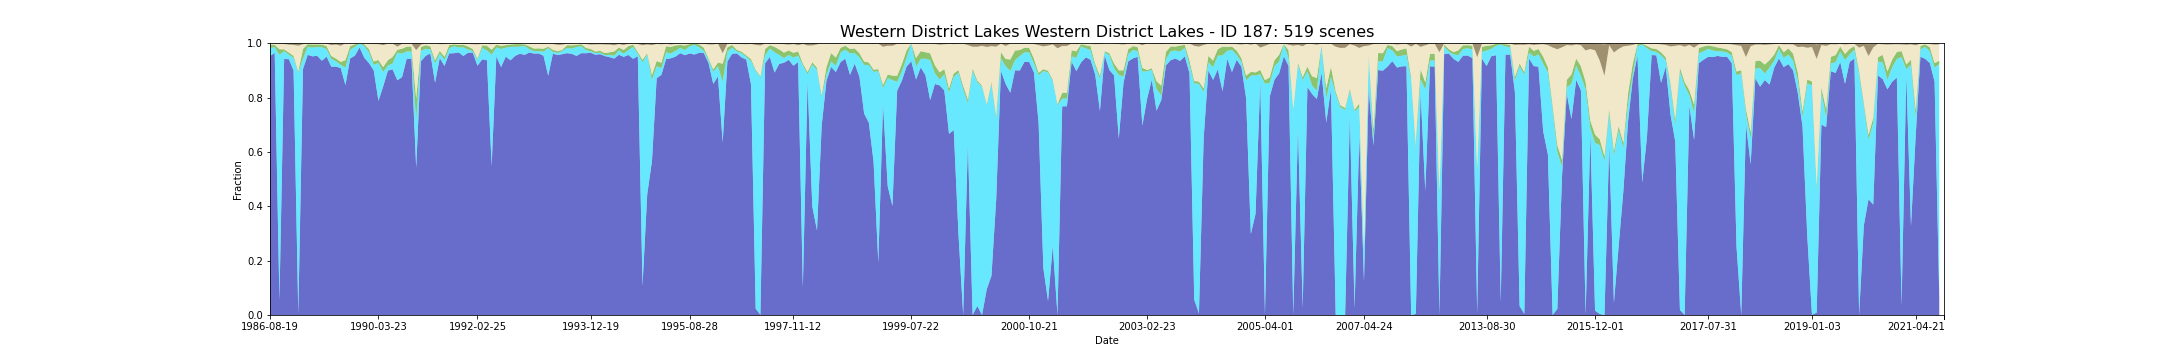 Western District Lakes Western District Lakes - ID 187: 519 scenes
1.0
0.8
0.6
0.4
0.2
0.0
Fraction
1986-08-19 1990-03-23 1992-02-25 1993-12-19 1995-08-28 1997-11-12 1999-07-22 2000-10-21 2003-02-23 2005-04-01 2007-04-24 2013-08-30 2015-12-01 2017-07-31 2019-01-03 2021-04-21
Date